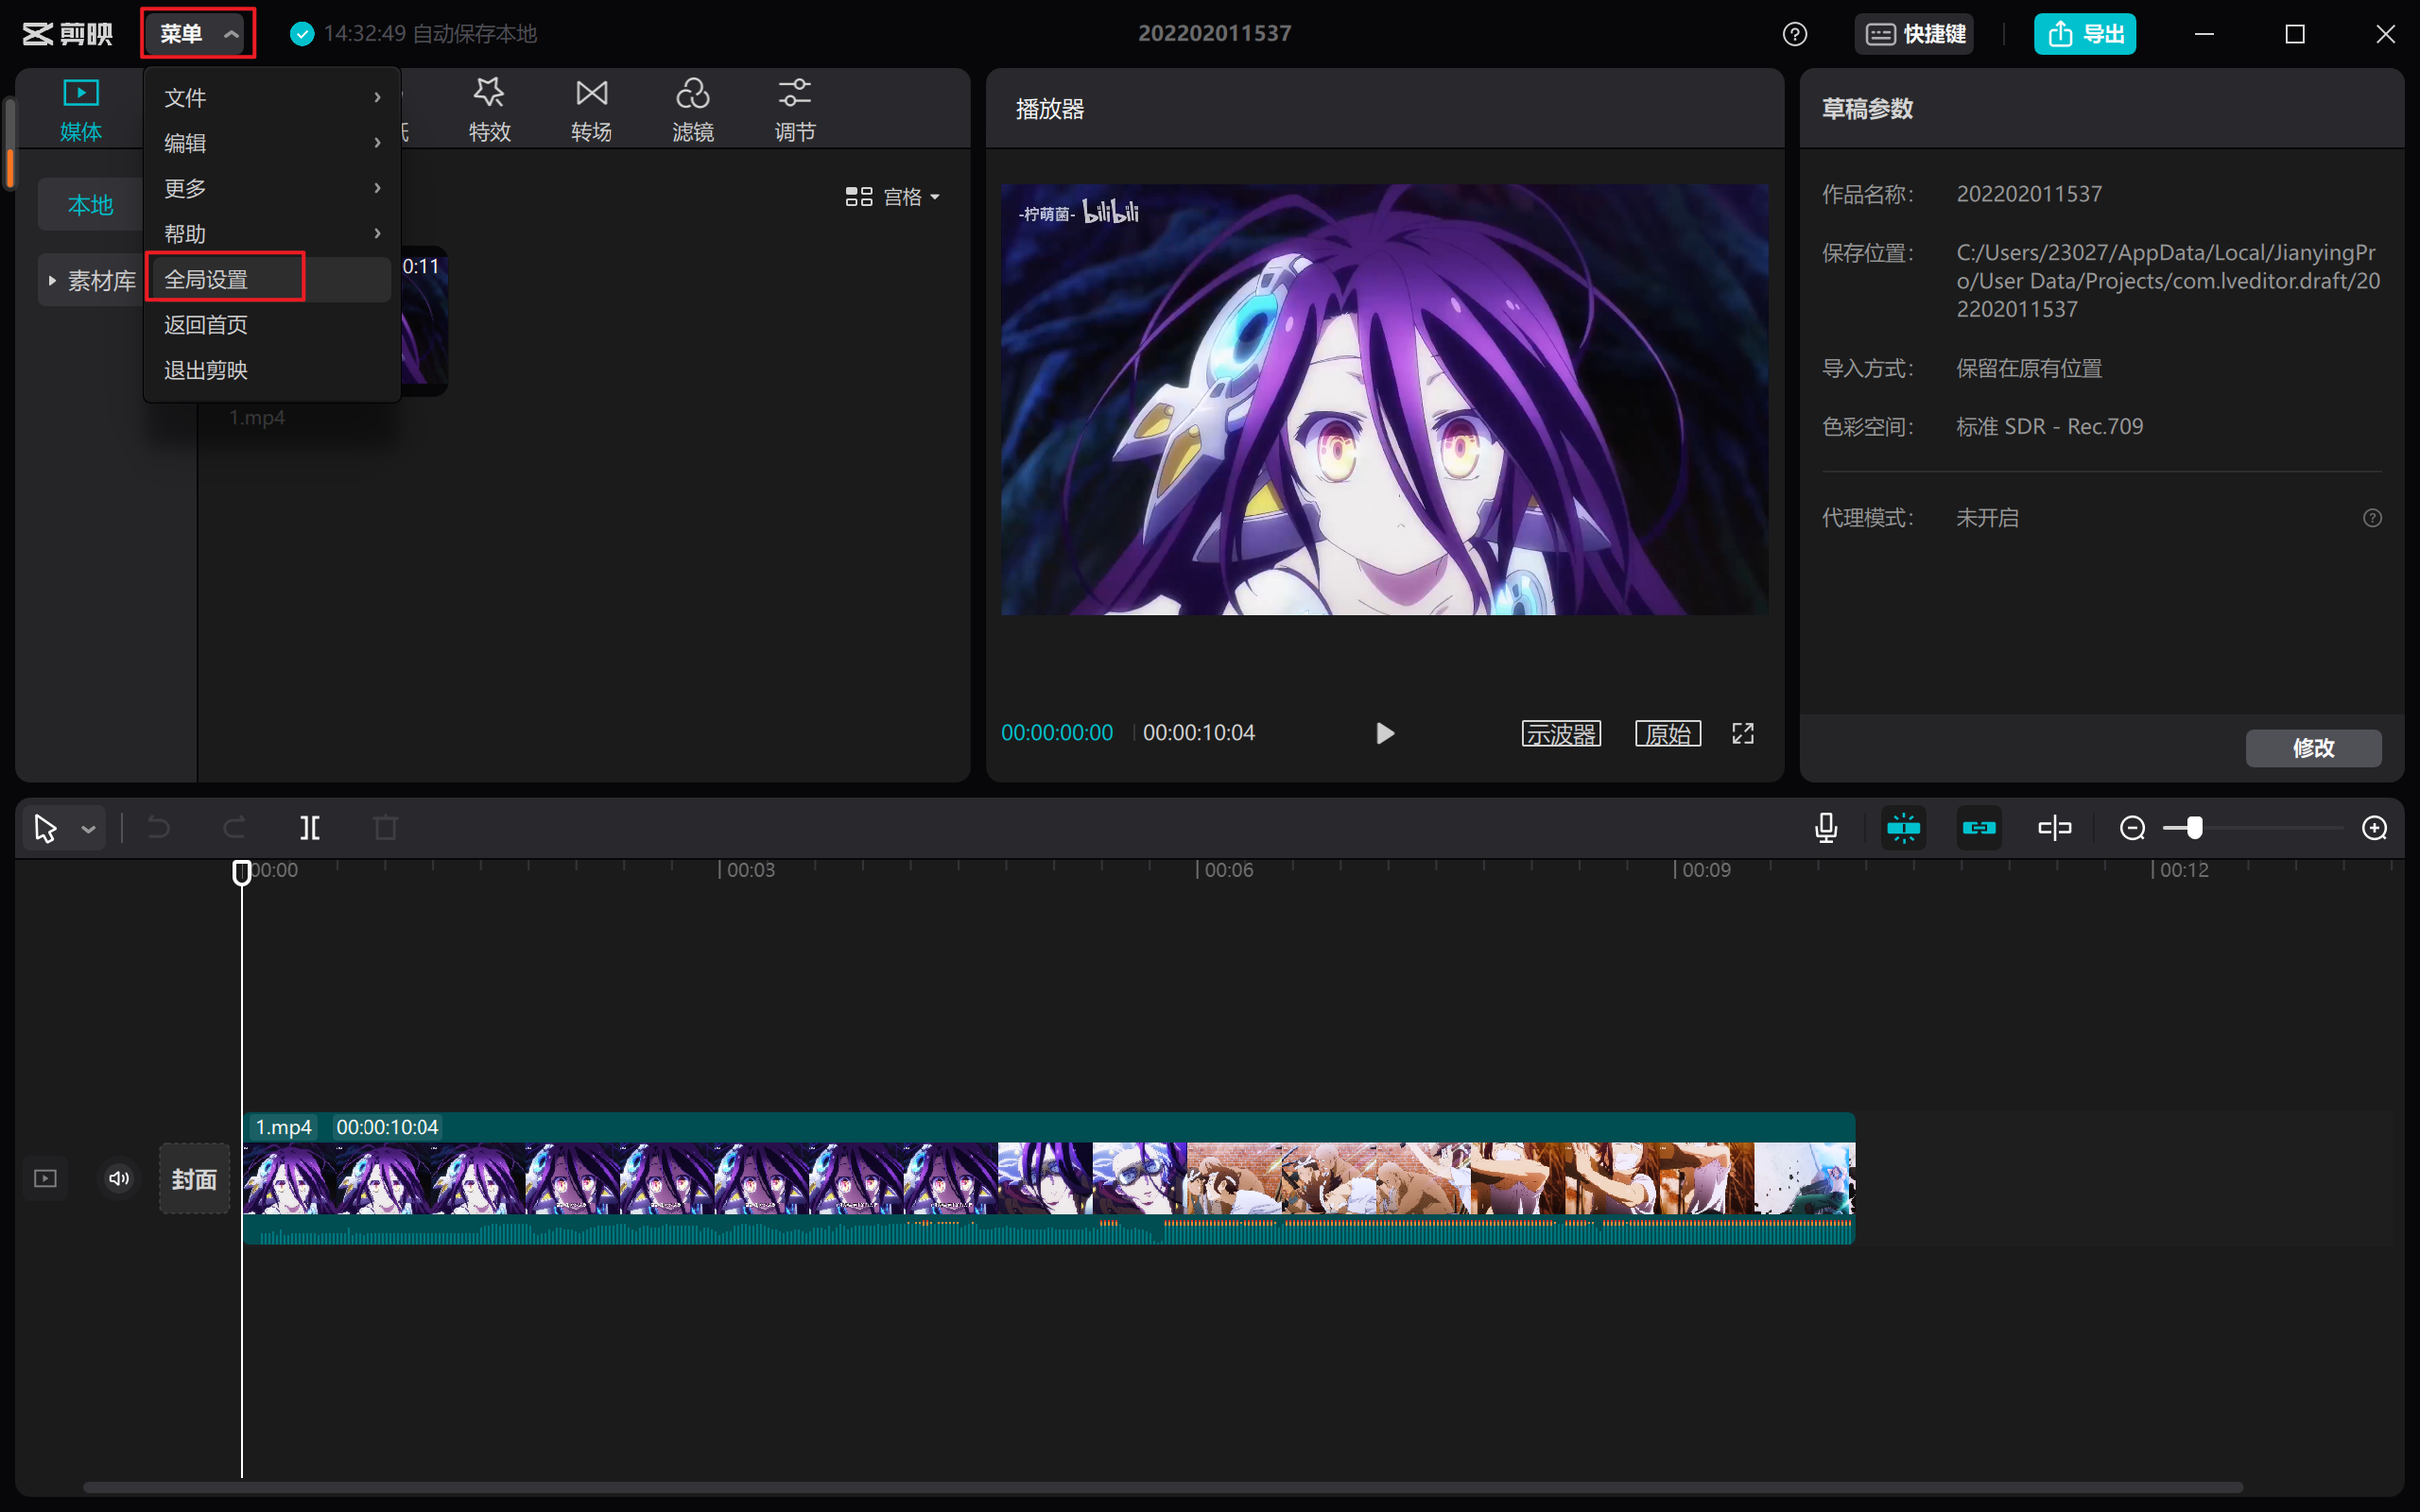 剪映
菜单
14:32:49 自动保存本地
202202011537
快捷键
导出
媒体
特效
转场
滤镜
调节
文件
编辑
更多
帮助
全局设置
返回首页
退出剪映
本地
素材库
宫格
0:11
1.mp4
播放器
-柠萌菌- bilibili
00:00:00:00
00:00:10:04
示波器
原始
草稿参数
作品名称: 202202011537
保存位置: C:/Users/23027/AppData/Local/JianyingPr
o/User Data/Projects/com.lveditor.draft/20
2202011537
导入方式: 保留在原有位置
色彩空间: 标准 SDR - Rec.709
代理模式: 未开启
修改
00:00
00:03
00:06
00:09
00:12
1.mp4 00:00:10:04
封面